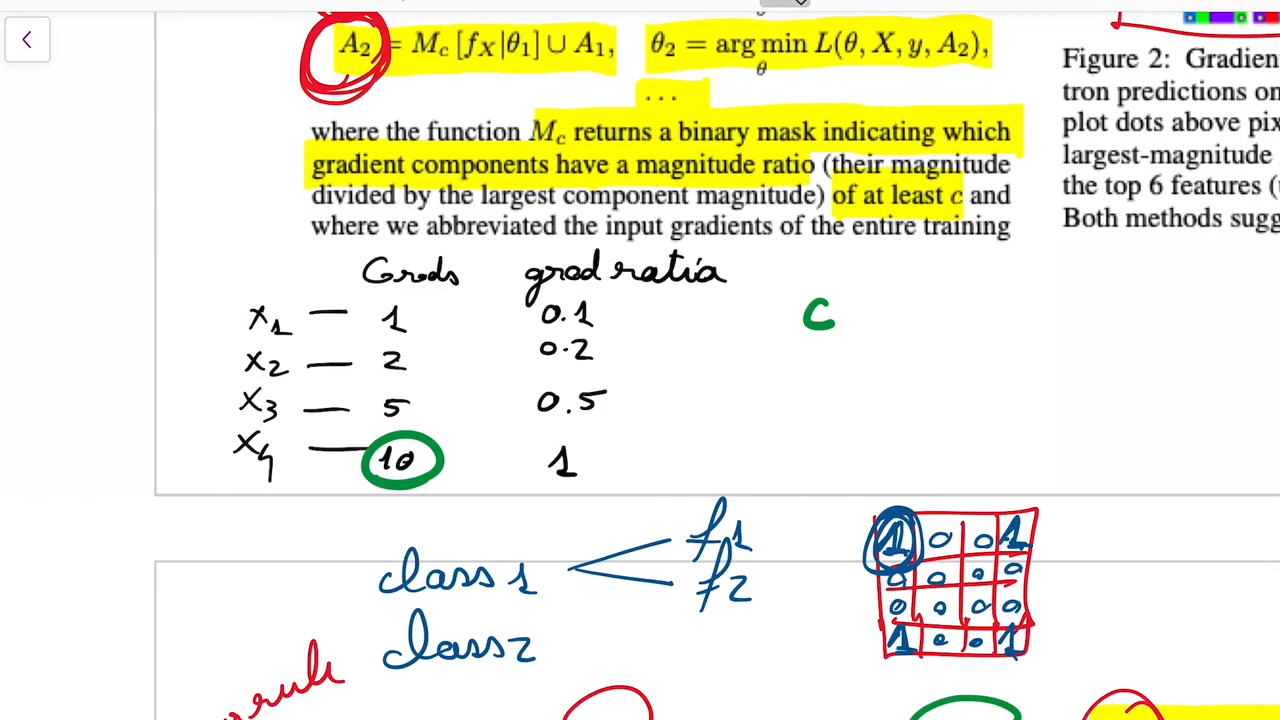 A₂ = M_c [f_X|θ₁] ∪ A₁, θ₂ = arg min_θ L(θ, X, y, A₂),
...
where the function M_c returns a binary mask indicating which
gradient components have a magnitude ratio (their magnitude
divided by the largest component magnitude) of at least c and
where we abbreviated the input gradients of the entire training
Figure 2: Gradien
tron predictions on
plot dots above pix
largest-magnitude
the top 6 features (
Both methods sugg
Grads grad ratio
x₁ — 1 0.1 C
x₂ — 2 0.2
x₃ — 5 0.5
x₄ — 10 1
class 1 f1
f2
class 2
1 0 0 1
0 0 0 0
0 0 0 0
1 0 0 1
rule